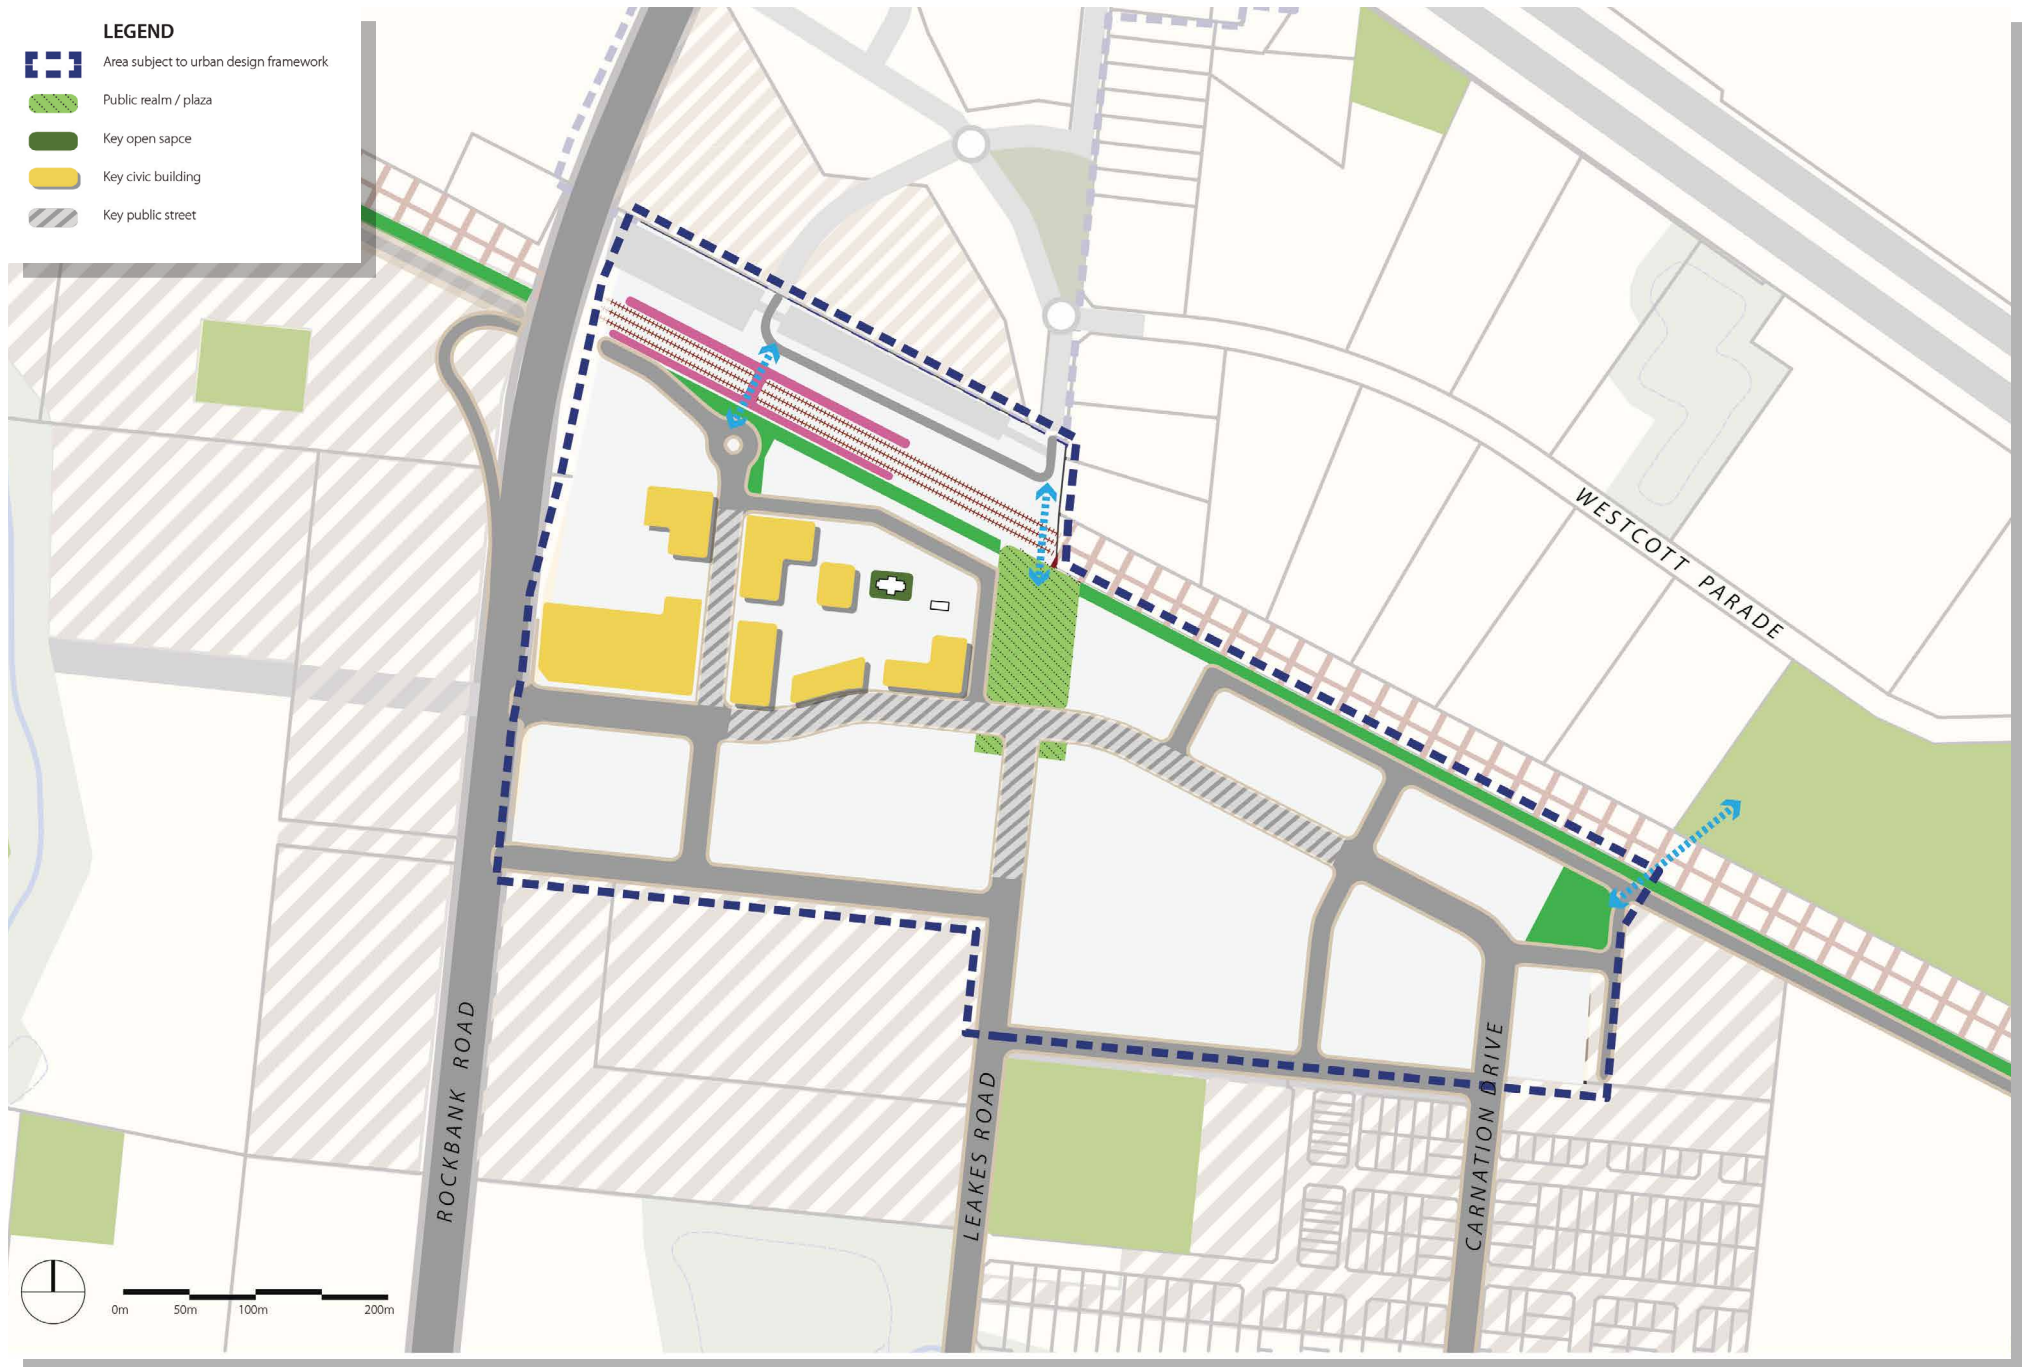 LEGEND
Area subject to urban design framework
Public realm / plaza
Key open sapce
Key civic building
Key public street
WESTCOTT PARADE
ROCKBANK ROAD
LEAKES ROAD
CARNATION DRIVE
0m 50m 100m 200m